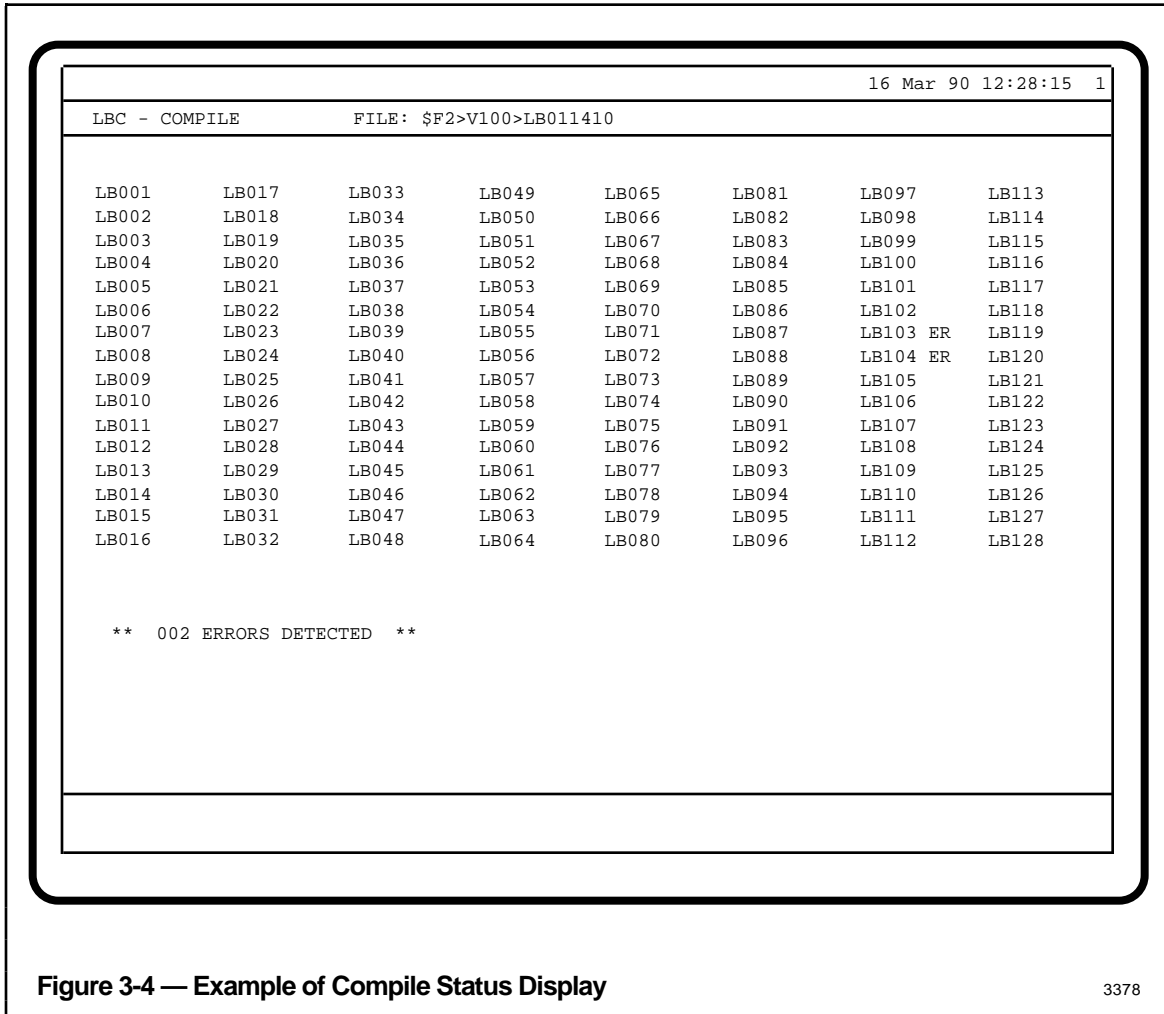 16 Mar 90 12:28:15 1
LBC - COMPILE FILE: $F2>V100>LB011410
LB001 LB017 LB033 LB049 LB065 LB081 LB097 LB113
LB002 LB018 LB034 LB050 LB066 LB082 LB098 LB114
LB003 LB019 LB035 LB051 LB067 LB083 LB099 LB115
LB004 LB020 LB036 LB052 LB068 LB084 LB100 LB116
LB005 LB021 LB037 LB053 LB069 LB085 LB101 LB117
LB006 LB022 LB038 LB054 LB070 LB086 LB102 LB118
LB007 LB023 LB039 LB055 LB071 LB087 LB103 ER LB119
LB008 LB024 LB040 LB056 LB072 LB088 LB104 ER LB120
LB009 LB025 LB041 LB057 LB073 LB089 LB105 LB121
LB010 LB026 LB042 LB058 LB074 LB090 LB106 LB122
LB011 LB027 LB043 LB059 LB075 LB091 LB107 LB123
LB012 LB028 LB044 LB060 LB076 LB092 LB108 LB124
LB013 LB029 LB045 LB061 LB077 LB093 LB109 LB125
LB014 LB030 LB046 LB062 LB078 LB094 LB110 LB126
LB015 LB031 LB047 LB063 LB079 LB095 LB111 LB127
LB016 LB032 LB048 LB064 LB080 LB096 LB112 LB128
** 002 ERRORS DETECTED **
Figure 3-4 — Example of Compile Status Display 3378